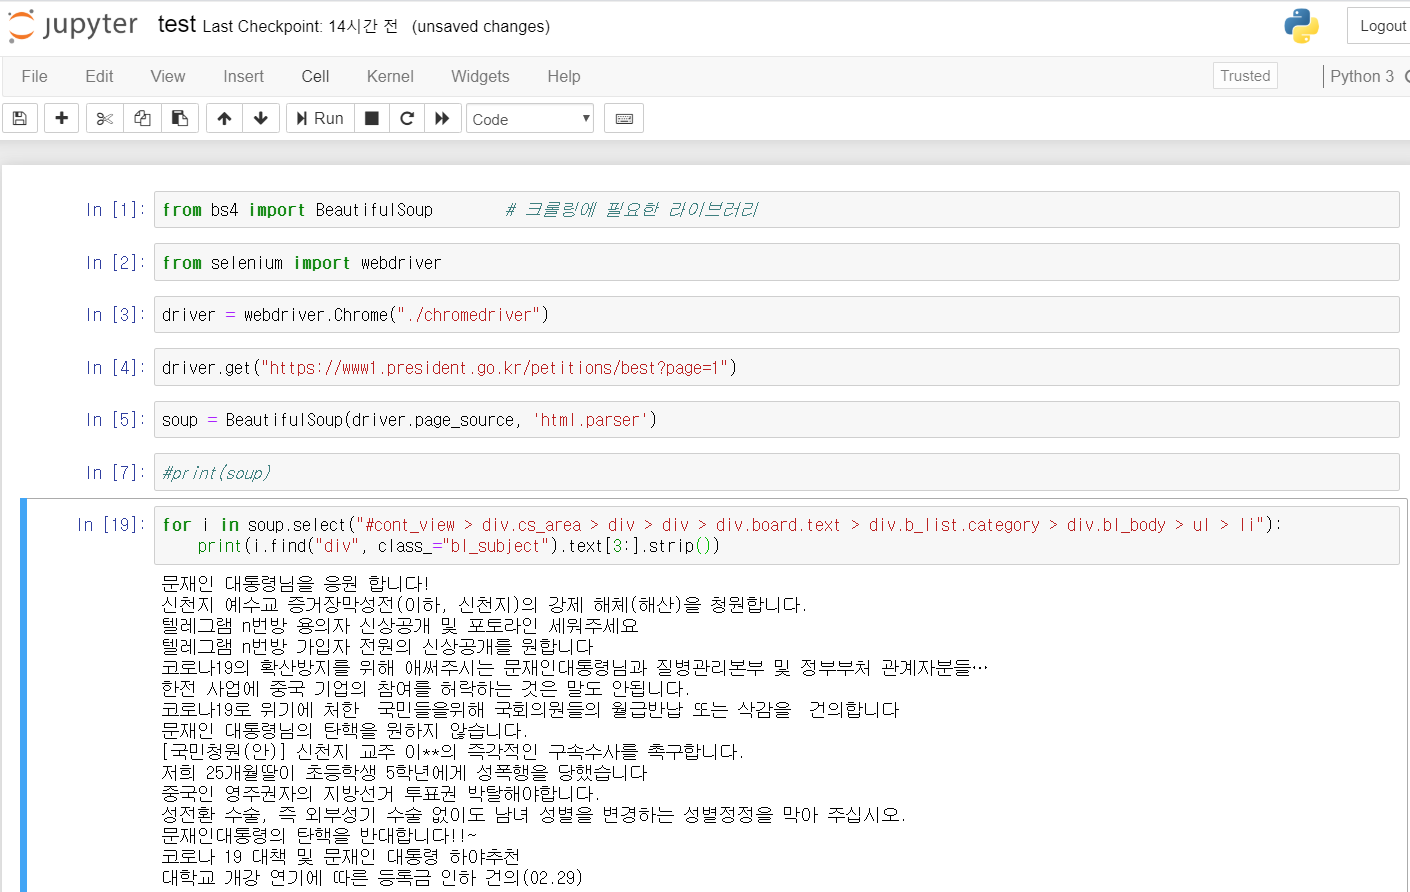 jupyter test Last Checkpoint: 14시간 전 (unsaved changes) Logout
File Edit View Insert Cell Kernel Widgets Help Trusted Python 3
Run Code
In [1]: from bs4 import BeautifulSoup # 크롤링에 필요한 라이브러리
In [2]: from selenium import webdriver
In [3]: driver = webdriver.Chrome("./chromedriver")
In [4]: driver.get("https://www1.president.go.kr/petitions/best?page=1")
In [5]: soup = BeautifulSoup(driver.page_source, 'html.parser')
In [7]: #print(soup)
In [19]: for i in soup.select("#cont_view > div.cs_area > div > div > div.board.text > div.b_list.category > div.bl_body > ul > li"):
print(i.find("div", class_="bl_subject").text[3:].strip())
문재인 대통령님을 응원 합니다!
신천지 예수교 증거장막성전(이하, 신천지)의 강제 해체(해산)을 청원합니다.
텔레그램 n번방 용의자 신상공개 및 포토라인 세워주세요
텔레그램 n번방 가입자 전원의 신상공개를 원합니다
코로나19의 확산방지를 위해 애써주시는 문재인대통령님과 질병관리본부 및 정부부처 관계자분들…
한전 사업에 중국 기업의 참여를 허락하는 것은 말도 안됩니다.
코로나19로 위기에 처한  국민들을위해 국회의원들의 월급반납 또는 삭감을  건의합니다
문재인 대통령님의 탄핵을 원하지 않습니다.
[국민청원(안)] 신천지 교주 이**의 즉각적인 구속수사를 촉구합니다.
저희 25개월딸이 초등학생 5학년에게 성폭행을 당했습니다
중국인 영주권자의 지방선거 투표권 박탈해야합니다.
성전환 수술, 즉 외부성기 수술 없이도 남녀 성별을 변경하는 성별정정을 막아 주십시오.
문재인대통령의 탄핵을 반대합니다!!~
코로나 19 대책 및 문재인 대통령 하야추천
대학교 개강 연기에 따른 등록금 인하 건의(02.29)